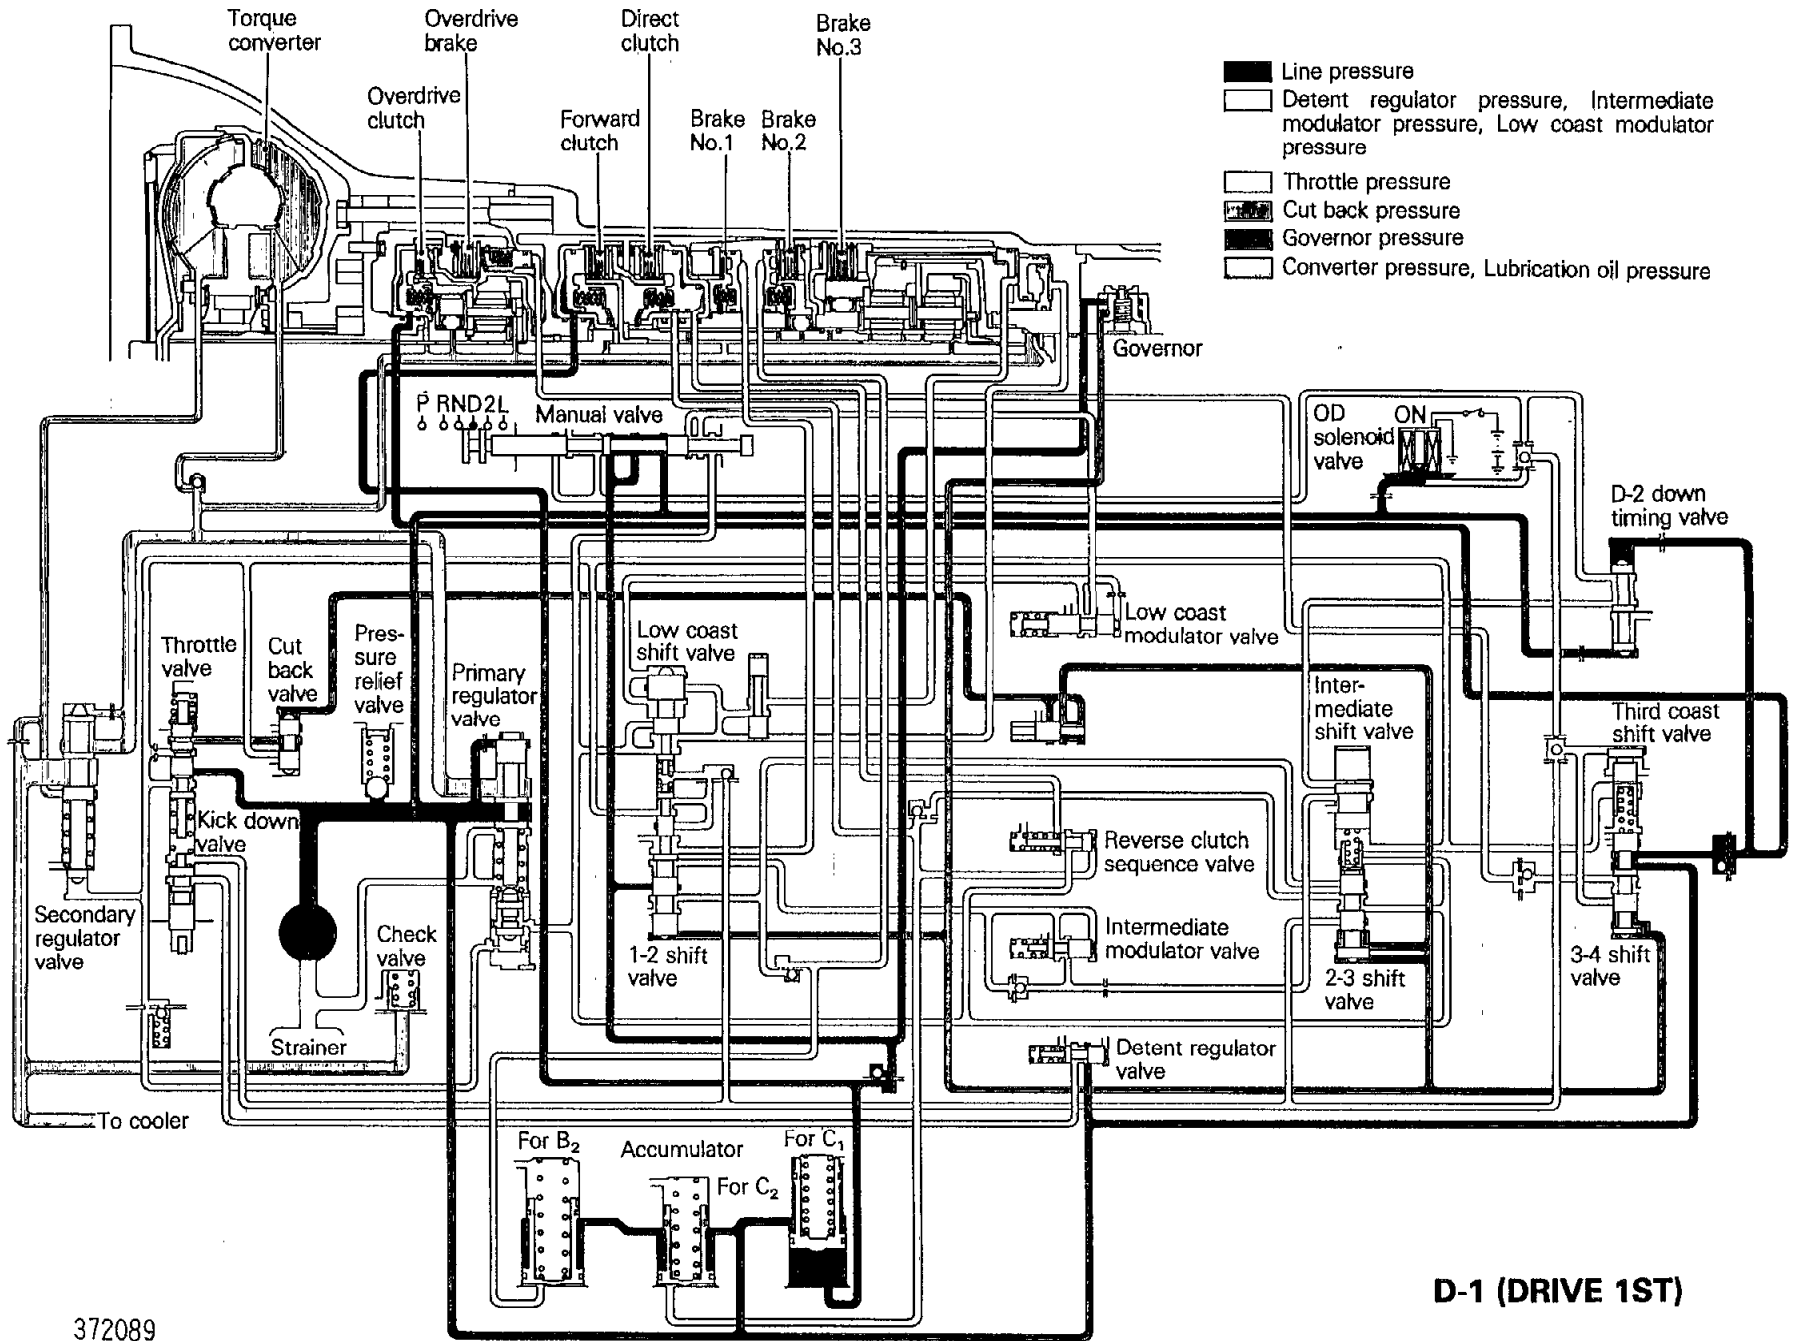 Torque
converter
Overdrive
brake
Direct
clutch
Brake
No.3
Overdrive
clutch
Forward
clutch
Brake
No.1
Brake
No.2
Line pressure
Detent regulator pressure, Intermediate
modulator pressure, Low coast modulator
pressure
Throttle pressure
Cut back pressure
Governor pressure
Converter pressure, Lubrication oil pressure
Governor
P R N D 2 L
Manual valve
OD
solenoid
valve
ON
D-2 down
timing valve
Throttle
valve
Cut
back
valve
Pres-
sure
relief
valve
Primary
regulator
valve
Low coast
shift valve
Low coast
modulator valve
Inter-
mediate
shift valve
Third coast
shift valve
Kick down
valve
Reverse clutch
sequence valve
Secondary
regulator
valve
Check
valve
1-2 shift
valve
Intermediate
modulator valve
2-3 shift
valve
3-4 shift
valve
Strainer
Detent regulator
valve
To cooler
For B2
Accumulator
For C2
For C1
D-1 (DRIVE 1ST)
372089